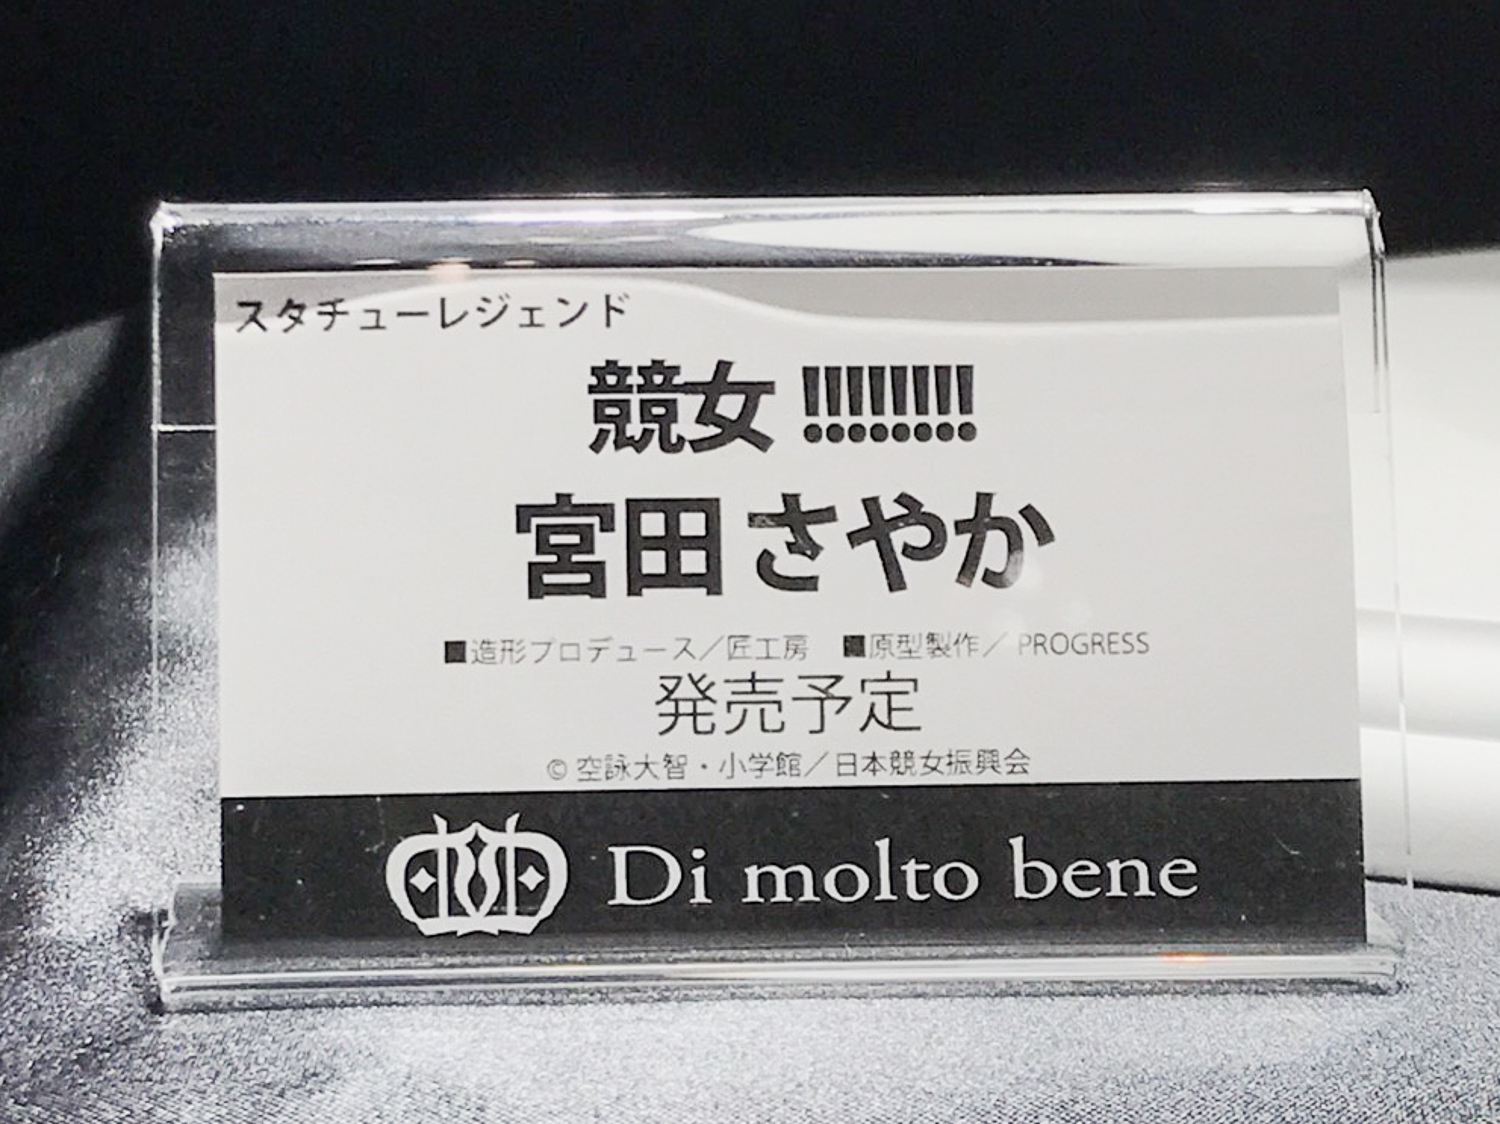 スタチューレジェンド
競女!!!!!!!!
宮田さやか
■造形プロデュース／匠工房 ■原型製作／PROGRESS
発売予定
© 空詠大智・小学館／日本競女振興会
Di molto bene